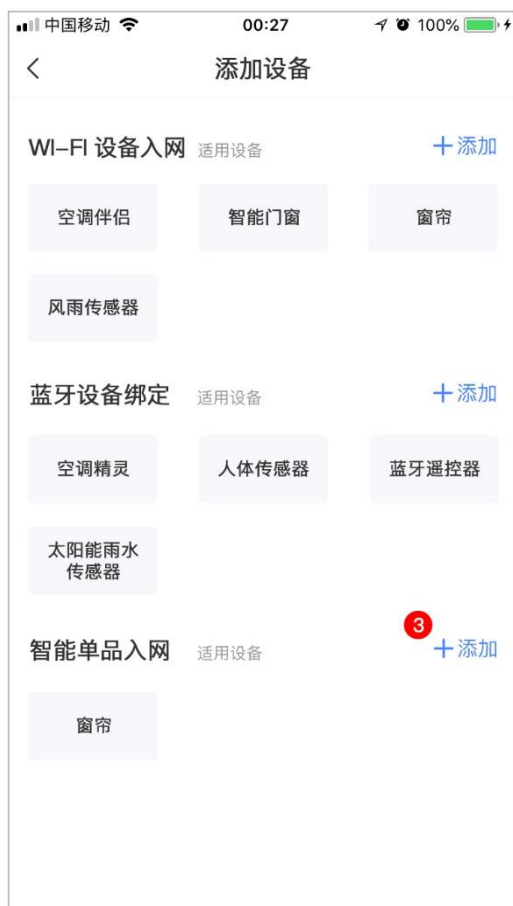 中国移动 00:27 100%
添加设备
WI-FI 设备入网 适用设备 +添加
空调伴侣 智能门窗 窗帘
风雨传感器
蓝牙设备绑定 适用设备 +添加
空调精灵 人体传感器 蓝牙遥控器
太阳能雨水
传感器
3
智能单品入网 适用设备 +添加
窗帘